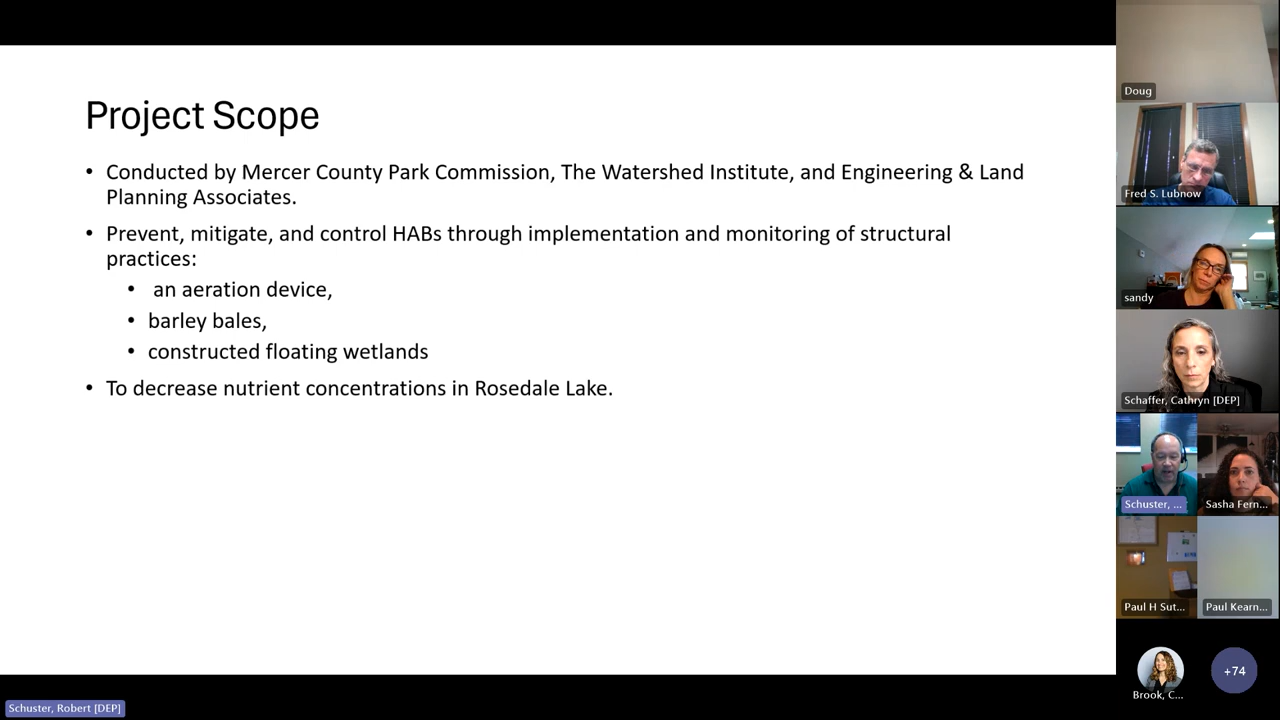 Project Scope
• Conducted by Mercer County Park Commission, The Watershed Institute, and Engineering & Land
Planning Associates.
• Prevent, mitigate, and control HABs through implementation and monitoring of structural
practices:
• an aeration device,
• barley bales,
• constructed floating wetlands
• To decrease nutrient concentrations in Rosedale Lake.
Doug
Fred S. Lubnow
sandy
Schaffer, Cathryn [DEP]
Schuster, ...
Sasha Fern...
Paul H Sut...
Paul Kearn...
Brook, C...
+74
Schuster, Robert [DEP]